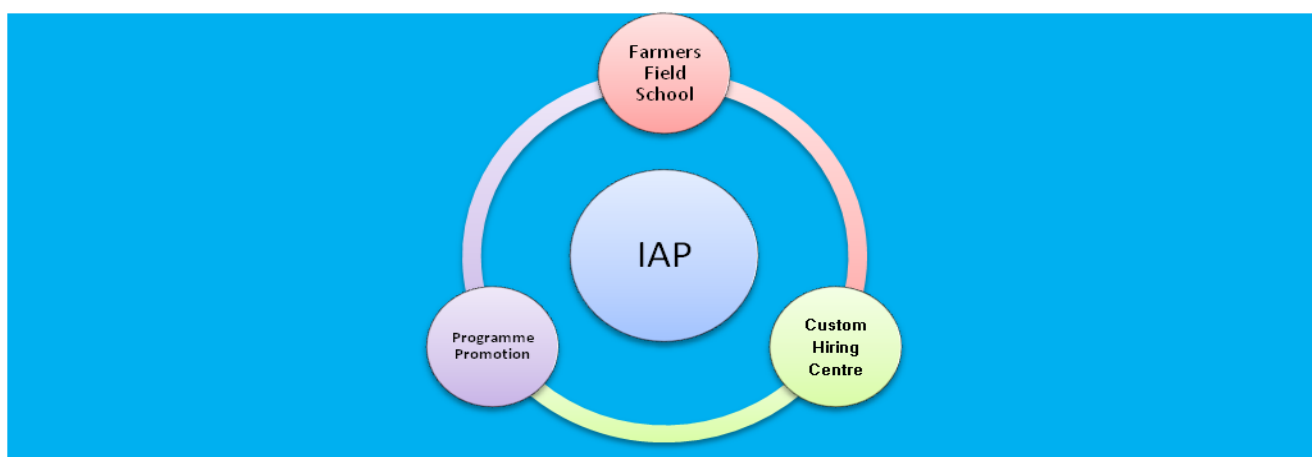 Farmers
Field
School
IAP
Programme
Promotion
Custom
Hiring
Centre